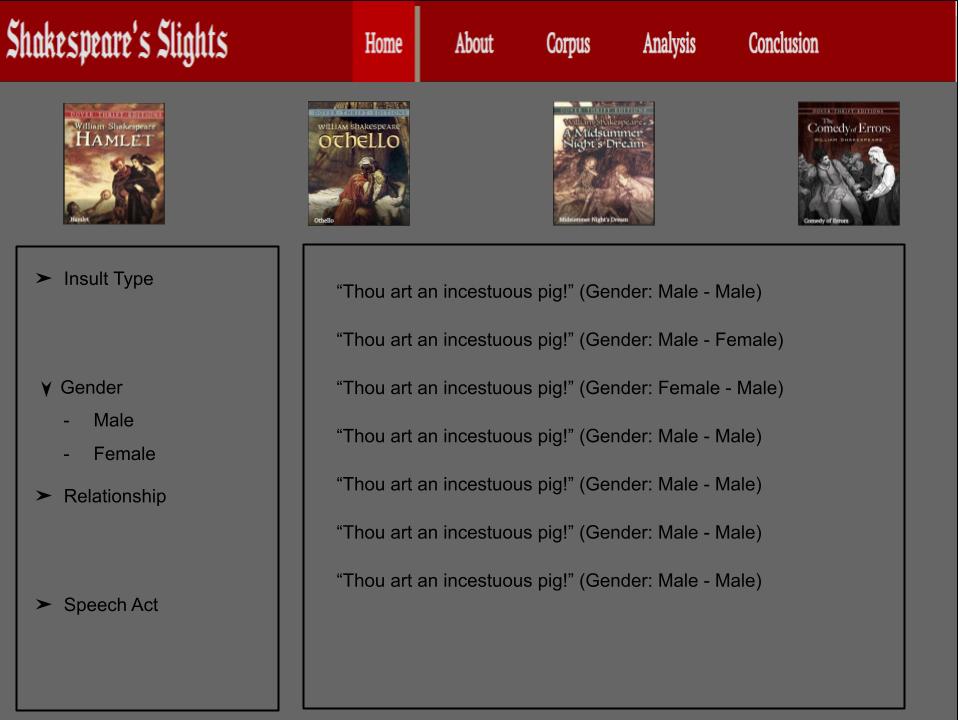 Shakespeare's Slights
Home About Corpus Analysis Conclusion
DOVER THRIFT EDITIONS
William Shakespeare
HAMLET
Hamlet
DOVER THRIFT EDITIONS
WILLIAM SHAKESPEARE
OTHELLO
Othello
DOVER THRIFT EDITIONS
William Shakespeare
A Midsummer
Night's Dream
Midsummer Night's Dream
DOVER THRIFT EDITIONS
The
Comedy of Errors
WILLIAM SHAKESPEARE
Comedy of Errors
➢ Insult Type
Gender
- Male
- Female
➢ Relationship
➢ Speech Act
“Thou art an incestuous pig!” (Gender: Male - Male)
“Thou art an incestuous pig!” (Gender: Male - Female)
“Thou art an incestuous pig!” (Gender: Female - Male)
“Thou art an incestuous pig!” (Gender: Male - Male)
“Thou art an incestuous pig!” (Gender: Male - Male)
“Thou art an incestuous pig!” (Gender: Male - Male)
“Thou art an incestuous pig!” (Gender: Male - Male)